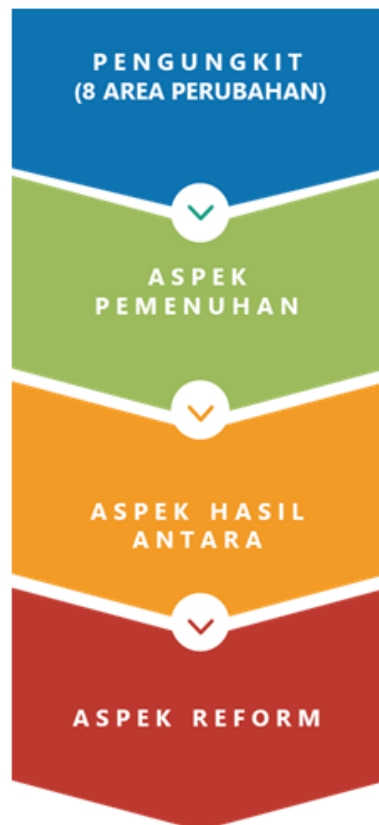 PENGUNGKIT
(8 AREA PERUBAHAN)
ASPEK
PEMENUHAN
ASPEK HASIL
ANTARA
ASPEK REFORM